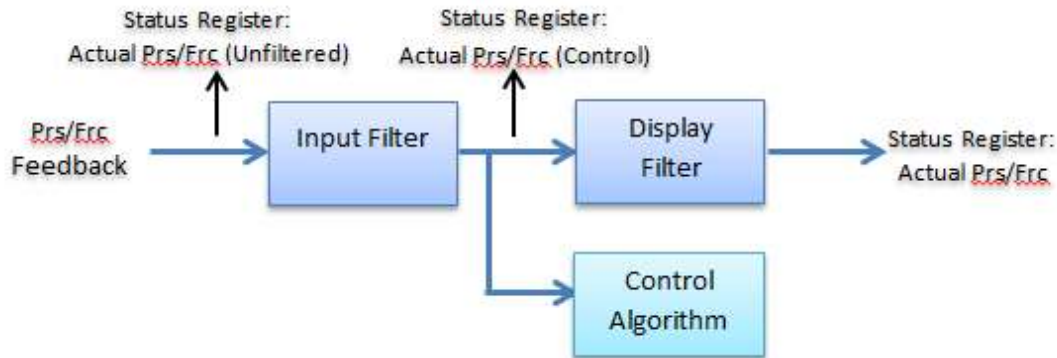 Status Register:
Actual Prs/Frc (Unfiltered)
Status Register:
Actual Prs/Frc (Control)
Prs/Frc
Feedback
Input Filter
Display
Filter
Status Register:
Actual Prs/Frc
Control
Algorithm